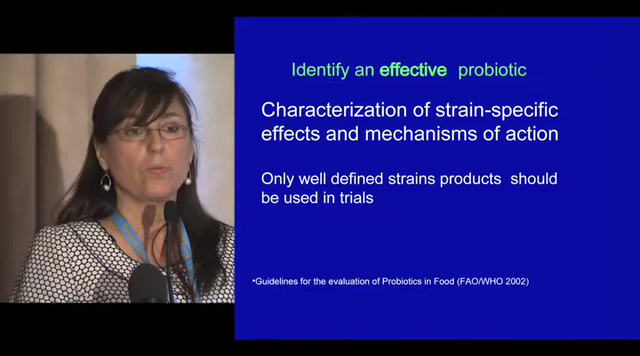 Identify an effective probiotic
Characterization of strain-specific
effects and mechanisms of action
Only well defined strains products should
be used in trials
•Guidelines for the evaluation of Probiotics in Food (FAO/WHO 2002)